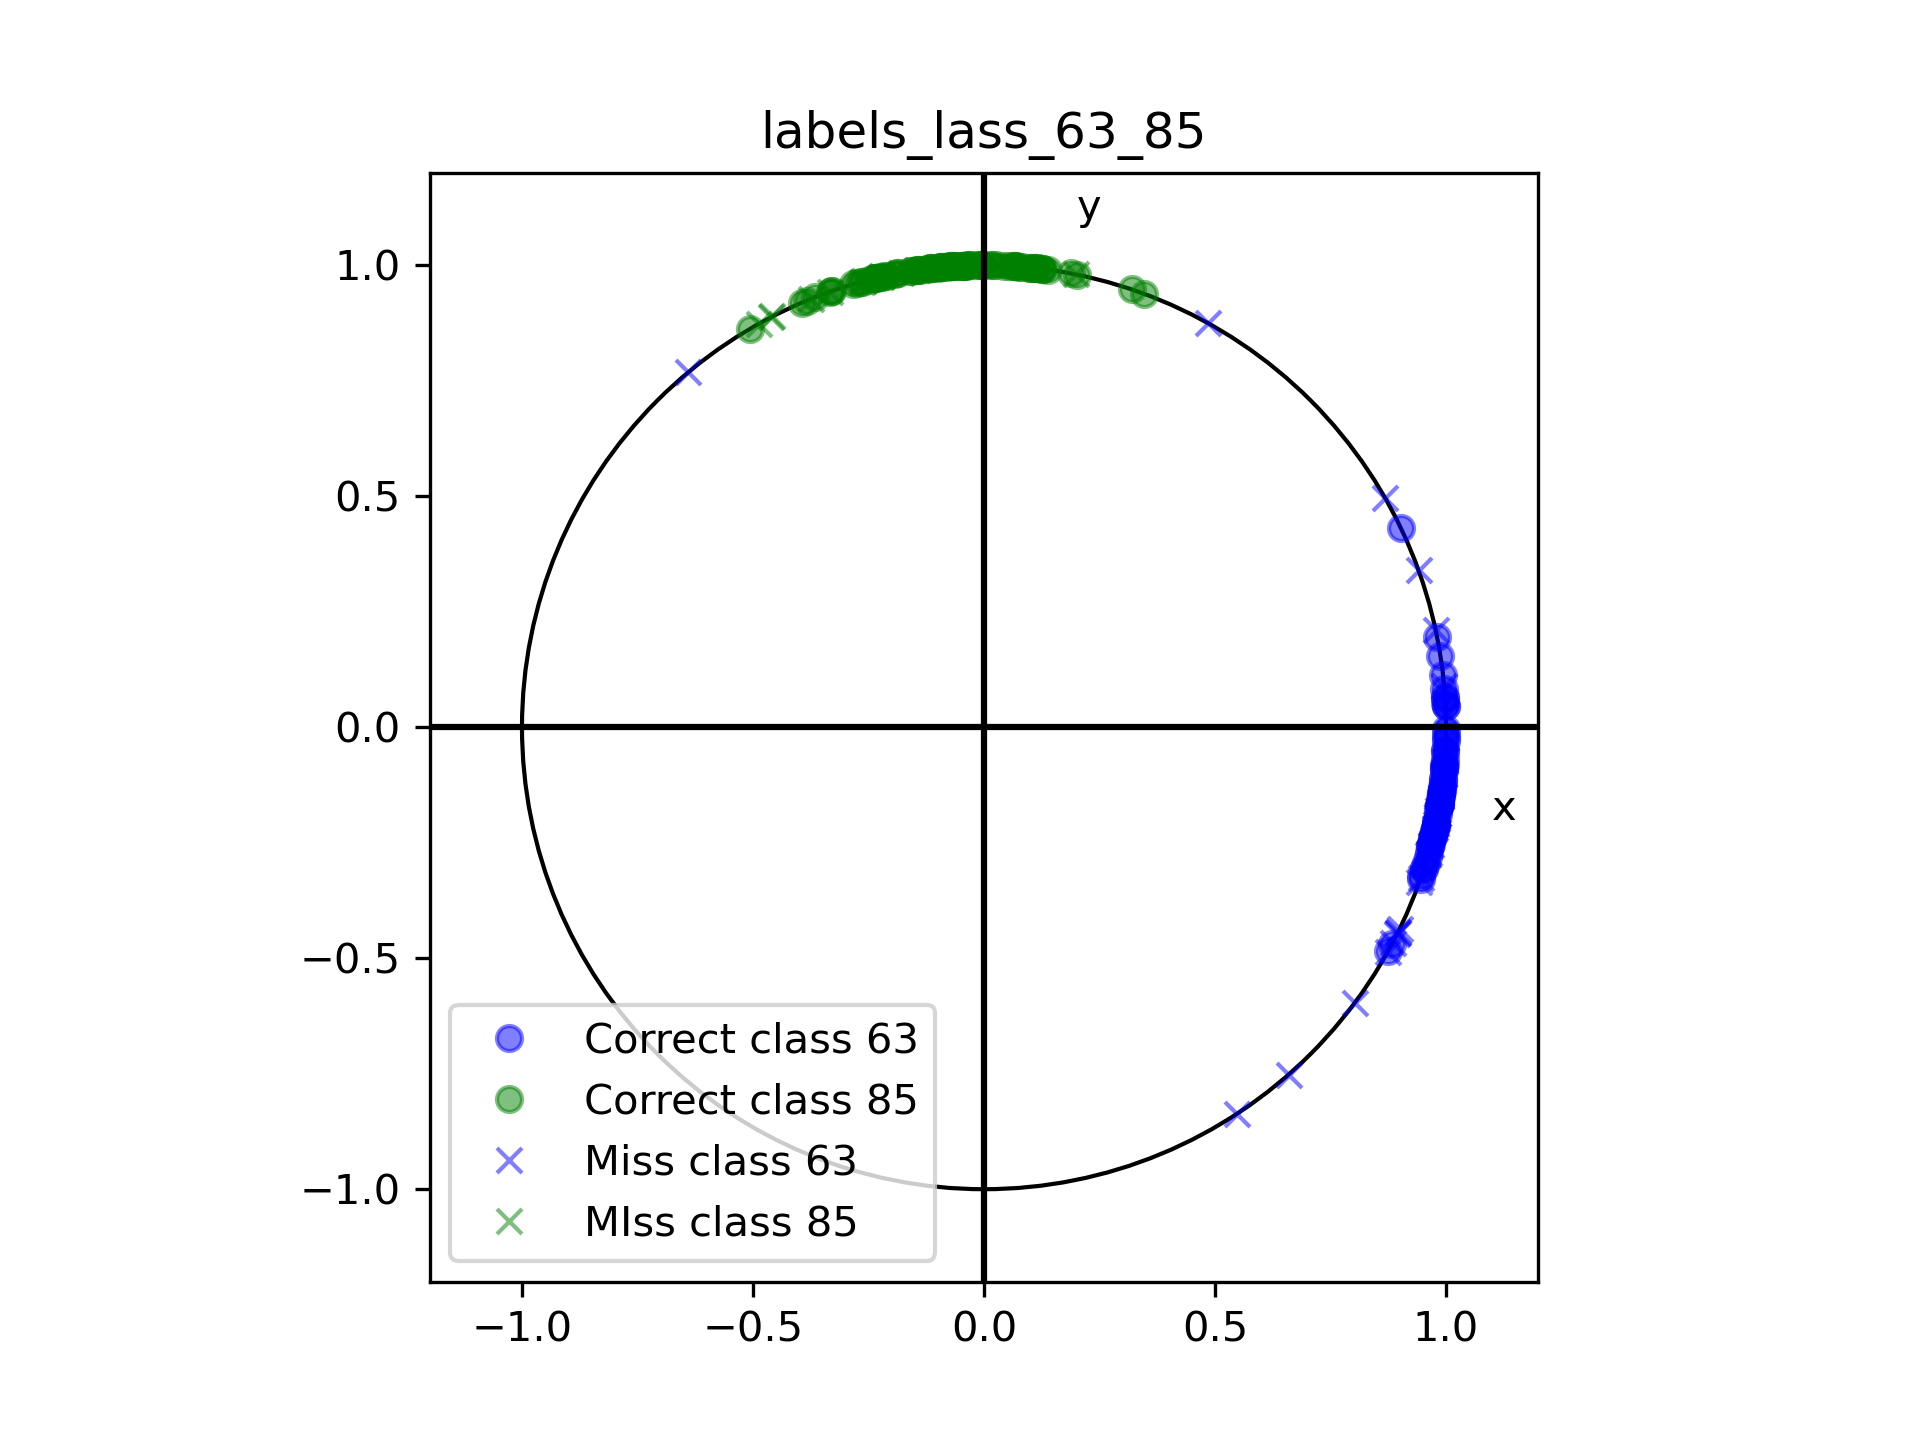 labels_lass_63_85
y
1.0
0.5
0.0
x
−0.5
−1.0
Correct class 63
Correct class 85
Miss class 63
MIss class 85
−1.0 −0.5 0.0 0.5 1.0